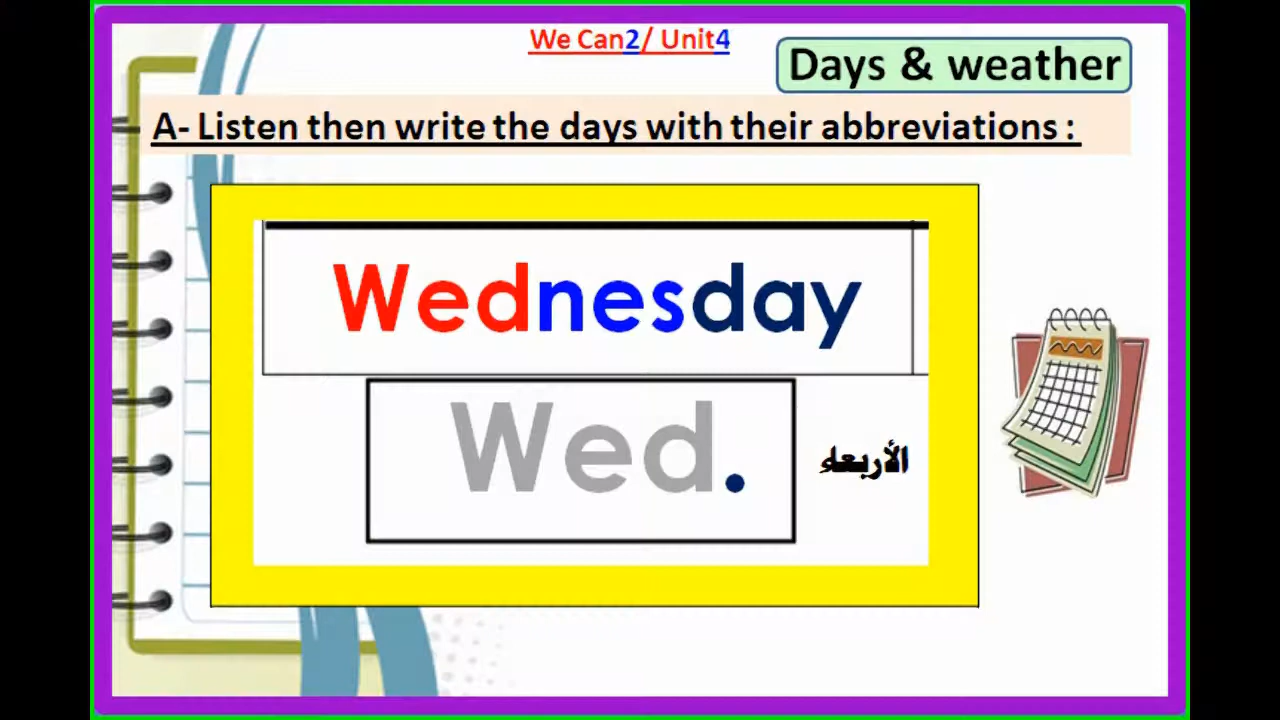 We Can2/ Unit4
Days & weather
A- Listen then write the days with their abbreviations :
Wednesday
Wed.
الأربعاء